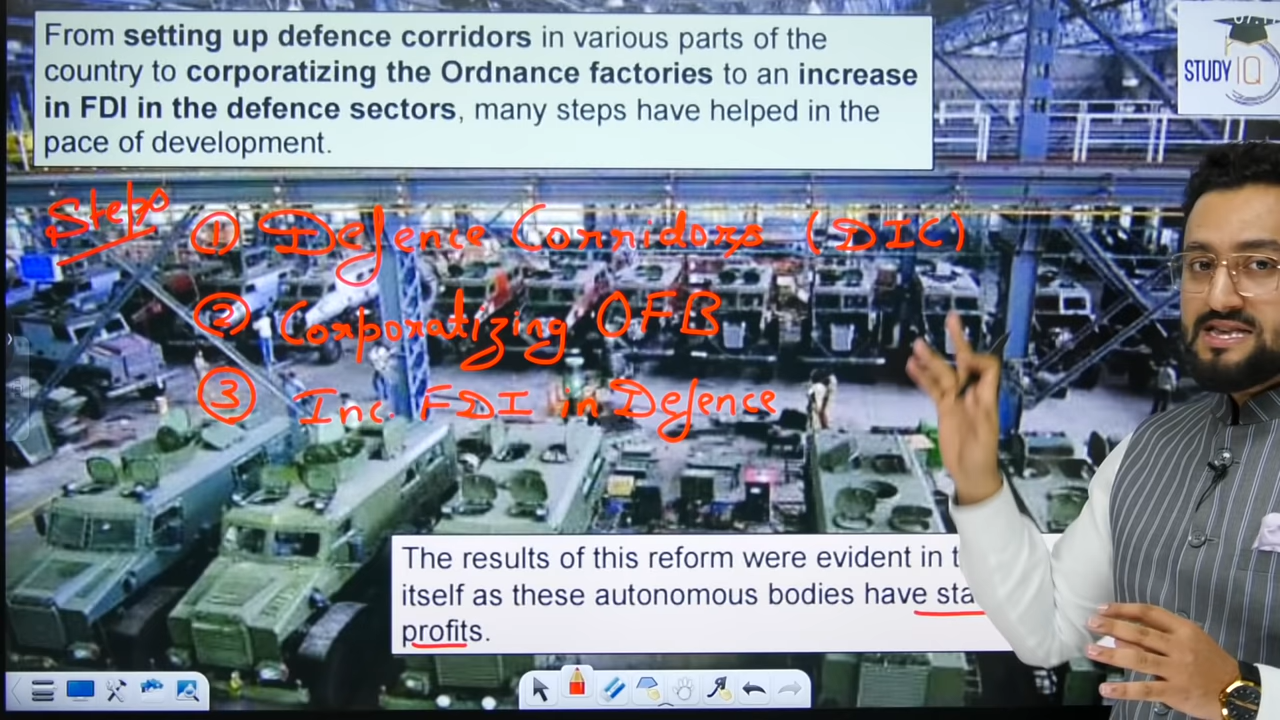 From setting up defence corridors in various parts of the
country to corporatizing the Ordnance factories to an increase
in FDI in the defence sectors, many steps have helped in the
pace of development.
STUDY IQ
Steps
① Defence Corridors (DIC)
② Corporatizing OFB
③ Inc. FDI in Defence
The results of this reform were evident in
itself as these autonomous bodies have
profits.